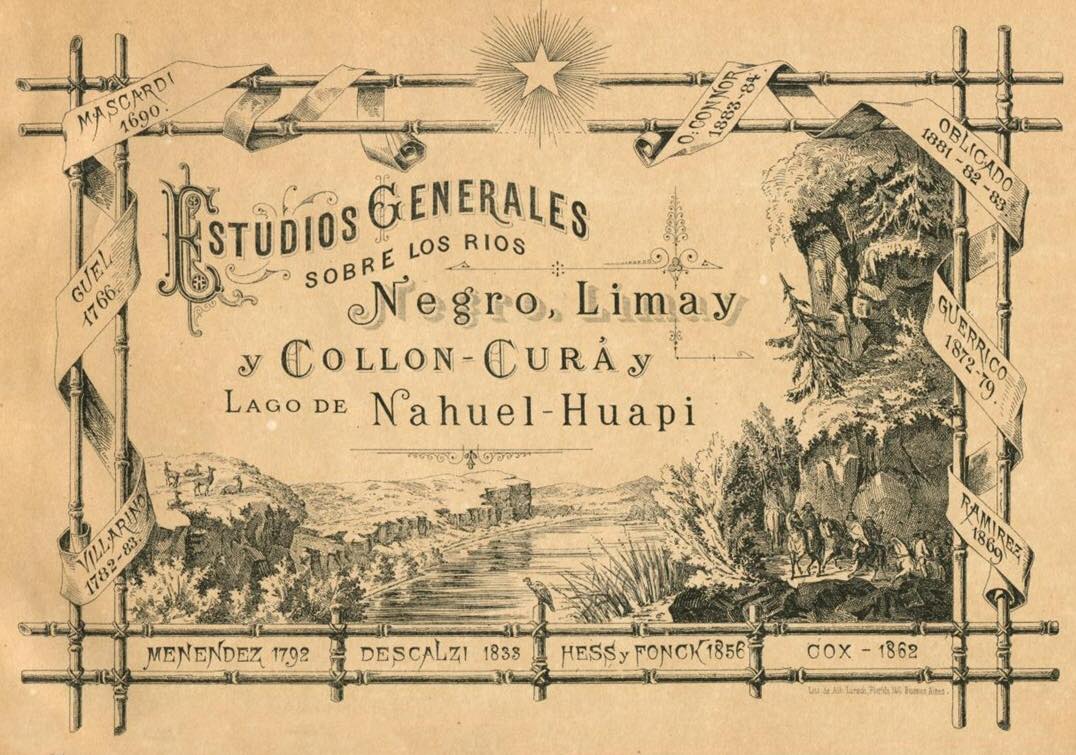 MASCARDI
1690.
O'CONNOR
1883-84.
OBLIGADO
1881-82-83
GUEL
1766.
ESTUDIOS GENERALES
SOBRE LOS RIOS
Negro, Limay
y COLLON-CURÁ y
LAGO DE Nahuel-Huapi
GUERRICO
1872-79.
VILLARINO
1782-83.
RAMIREZ
1869
MENENDEZ 1792
DESCALZI 1833
HESS y FONCK 1856
COX - 1862
Buenos Aires.